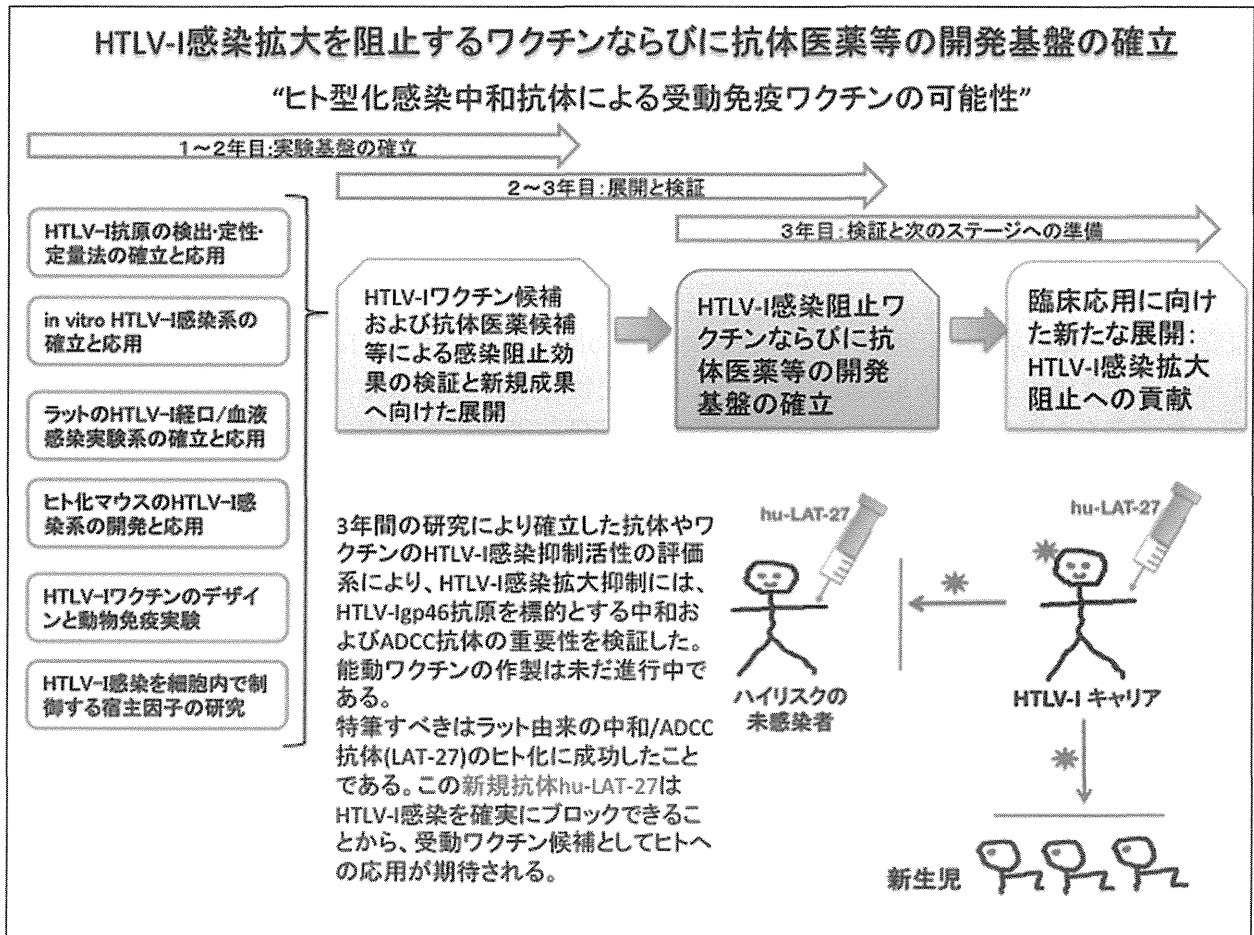 HTLV-I感染拡大を阻止するワクチンならびに抗体医薬等の開発基盤の確立
“ヒト型化感染中和抗体による受動免疫ワクチンの可能性”
1～2年目:実験基盤の確立
2～3年目:展開と検証
3年目:検証と次のステージへの準備
HTLV-I抗原の検出・定性・
定量法の確立と応用
in vitro HTLV-I感染系の
確立と応用
ラットのHTLV-I経口/血液
感染実験系の確立と応用
ヒト化マウスのHTLV-I感
染系の開発と応用
HTLV-Iワクチンのデザイ
ンと動物免疫実験
HTLV-I感染を細胞内で制
御する宿主因子の研究
HTLV-Iワクチン候補
および抗体医薬候補
等による感染阻止効
果の検証と新規成果
へ向けた展開
HTLV-I感染阻止ワ
クチンならびに抗
体医薬等の開発
基盤の確立
臨床応用に向け
た新たな展開:
HTLV-I感染拡大
阻止への貢献
3年間の研究により確立した抗体やワ
クチンのHTLV-I感染抑制活性の評価
系により、HTLV-I感染拡大抑制には、
HTLV-Igp46抗原を標的とする中和お
よびADCC抗体の重要性を検証した。
能動ワクチンの作製は未だ進行中で
ある。
特筆すべきはラット由来の中和/ADCC
抗体(LAT-27)のヒト化に成功したこと
である。この新規抗体hu-LAT-27は
HTLV-I感染を確実にブロックできるこ
とから、受動ワクチン候補としてヒトへ
の応用が期待される。
hu-LAT-27
ハイリスクの
未感染者
hu-LAT-27
HTLV-I キャリア
新生児